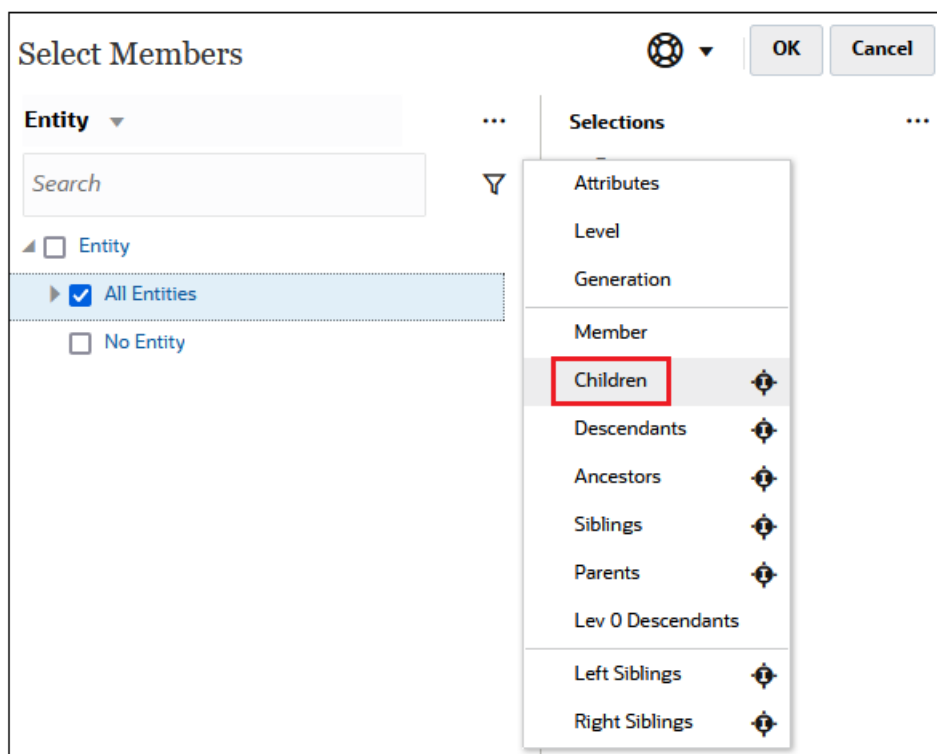 Select Members
OK
Cancel
Entity
Selections
Search
Entity
All Entities
No Entity
Attributes
Level
Generation
Member
Children
Descendants
Ancestors
Siblings
Parents
Lev 0 Descendants
Left Siblings
Right Siblings